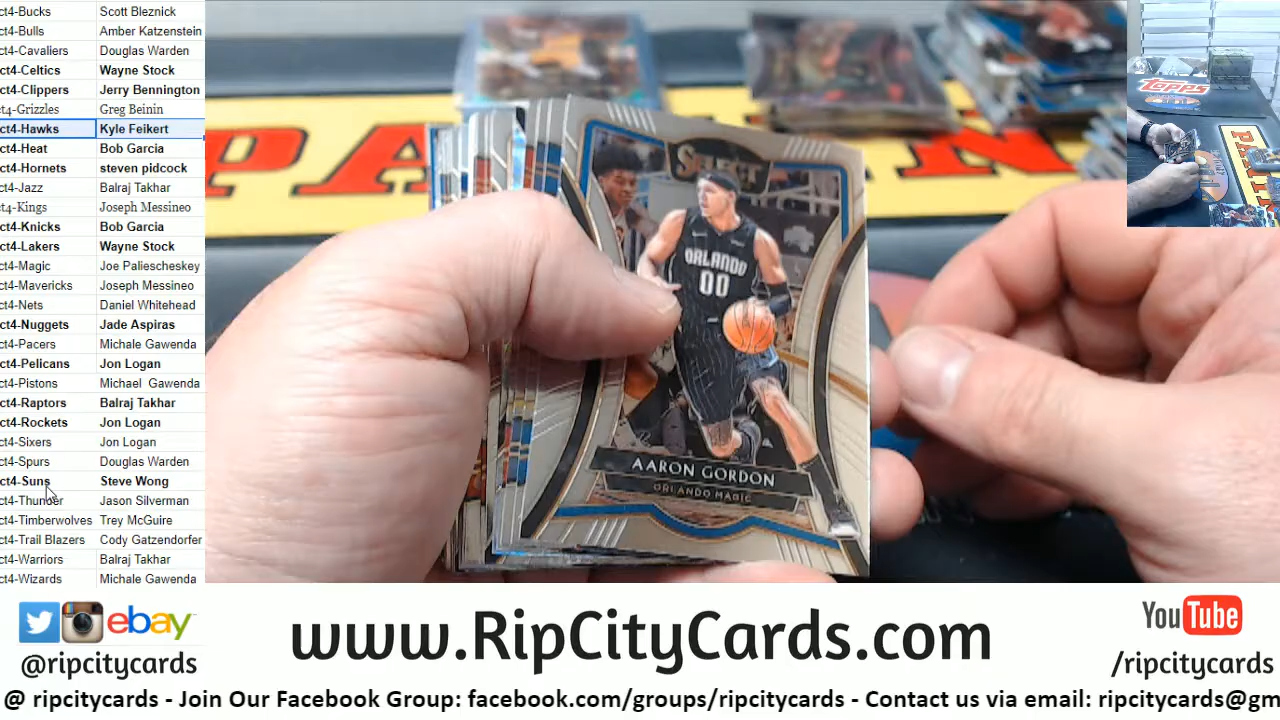 ct4-Bucks Scott Bleznick
ct4-Bulls Amber Katzenstein
ct4-Cavaliers Douglas Warden
ct4-Celtics Wayne Stock
ct4-Clippers Jerry Bennington
ct4-Grizzles Greg Beinin
ct4-Hawks Kyle Feikert
ct4-Heat Bob Garcia
ct4-Hornets steven pidcock
ct4-Jazz Balraj Takhar
ct4-Kings Joseph Messineo
ct4-Knicks Bob Garcia
ct4-Lakers Wayne Stock
ct4-Magic Joe Paliescheskey
ct4-Mavericks Joseph Messineo
ct4-Nets Daniel Whitehead
ct4-Nuggets Jade Aspiras
ct4-Pacers Michale Gawenda
ct4-Pelicans Jon Logan
ct4-Pistons Michael Gawenda
ct4-Raptors Balraj Takhar
ct4-Rockets Jon Logan
ct4-Sixers Jon Logan
ct4-Spurs Douglas Warden
ct4-Suns Steve Wong
ct4-Thunder Jason Silverman
ct4-Timberwolves Trey McGuire
ct4-Trail Blazers Cody Gatzendorfer
ct4-Warriors Balraj Takhar
ct4-Wizards Michale Gawenda
SELECT
ORLANDO
00
AARON GORDON
ORLANDO MAGIC
Topps
ebay
@ripcitycards
www.RipCityCards.com
YouTube
/ripcitycards
@ ripcitycards - Join Our Facebook Group: facebook.com/groups/ripcitycards - Contact us via email: ripcitycards@gm